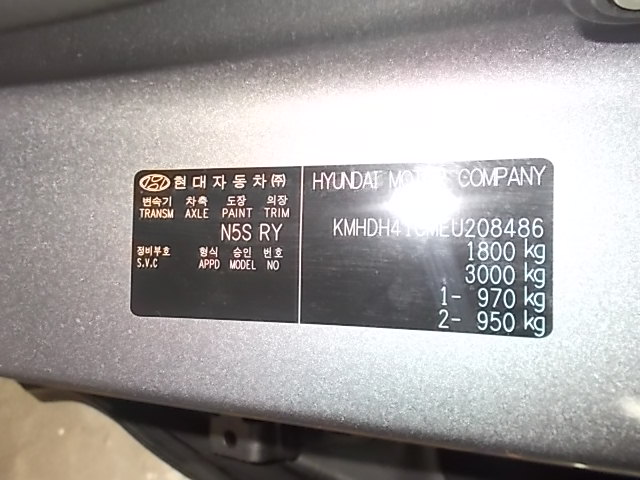 현대자동차㈜
변속기 차축 도장 의장
TRANSM AXLE PAINT TRIM
N5S RY
정비부호 형식 승인 번호
S.V.C APPD MODEL NO
HYUNDAI MOTOR COMPANY
1800 kg
3000 kg
1- 970 kg
2- 950 kg